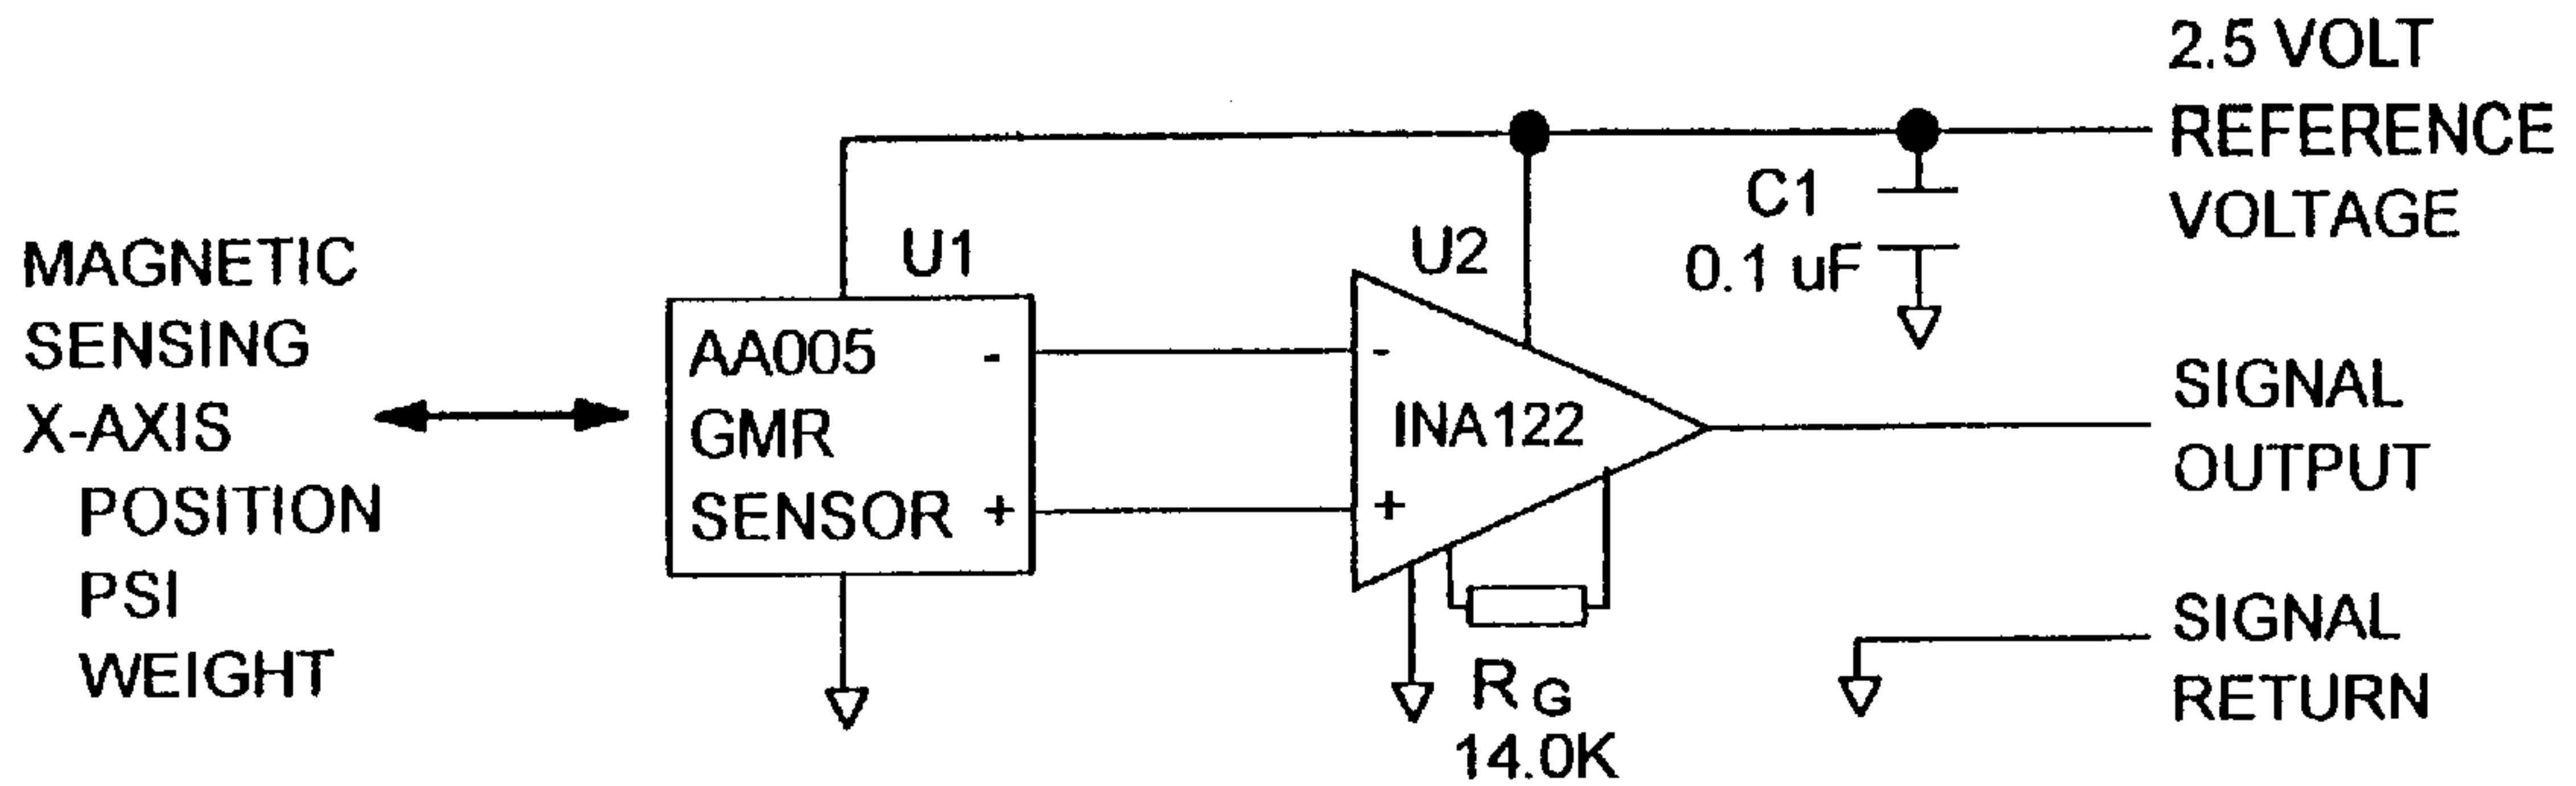 MAGNETIC
SENSING
X-AXIS
POSITION
PSI
WEIGHT
U1
AA005 -
GMR
SENSOR +
U2
-
INA122
+
R G
14.0K
C1
0.1 uF
2.5 VOLT
REFERENCE
VOLTAGE
SIGNAL
OUTPUT
SIGNAL
RETURN